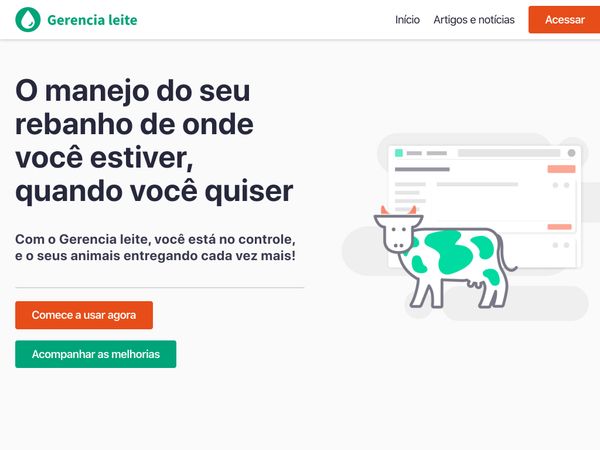 Gerencia leite
Início
Artigos e notícias
Acessar
O manejo do seu
rebanho de onde
você estiver,
quando você quiser
Com o Gerencia leite, você está no controle,
e o seus animais entregando cada vez mais!
Comece a usar agora
Acompanhar as melhorias